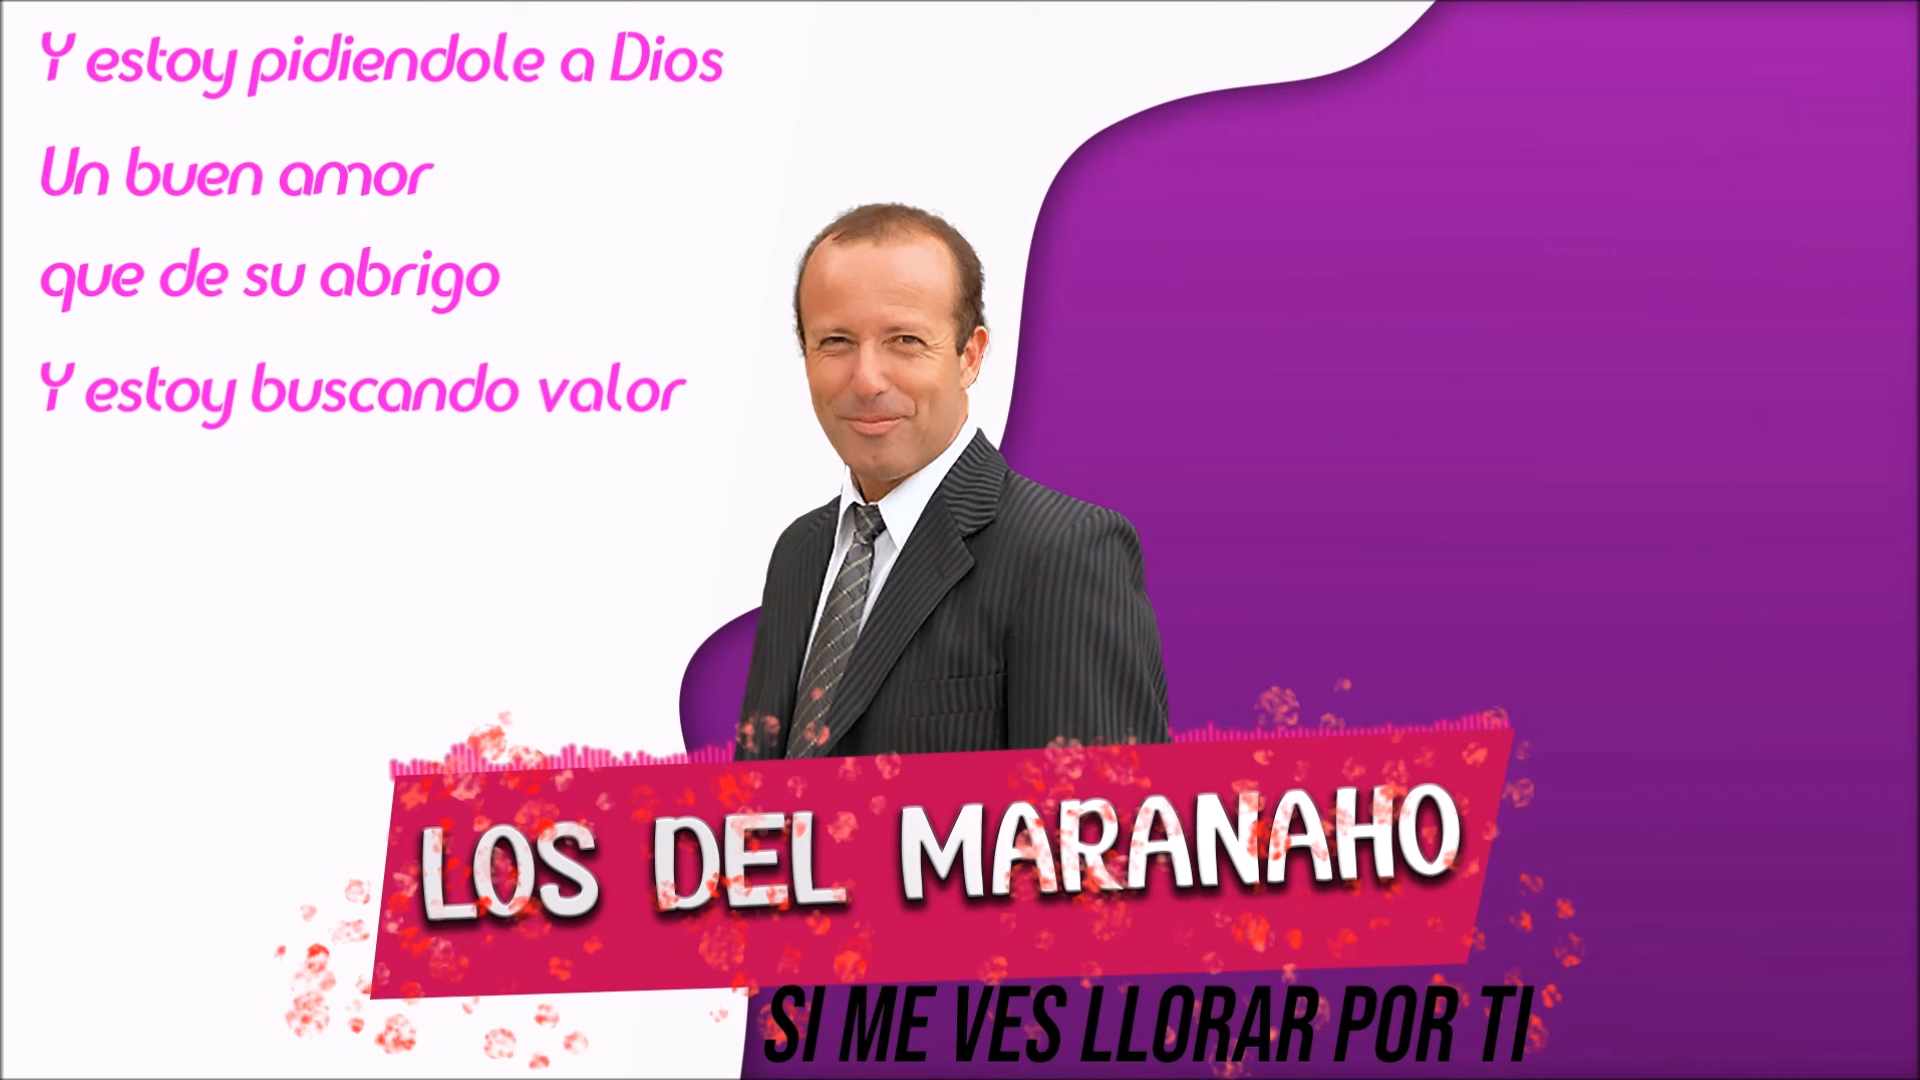 Y estoy pidiendole a Dios
Un buen amor
que de su abrigo
Y estoy buscando valor
LOS DEL MARANAHO
SI ME VES LLORAR POR TI